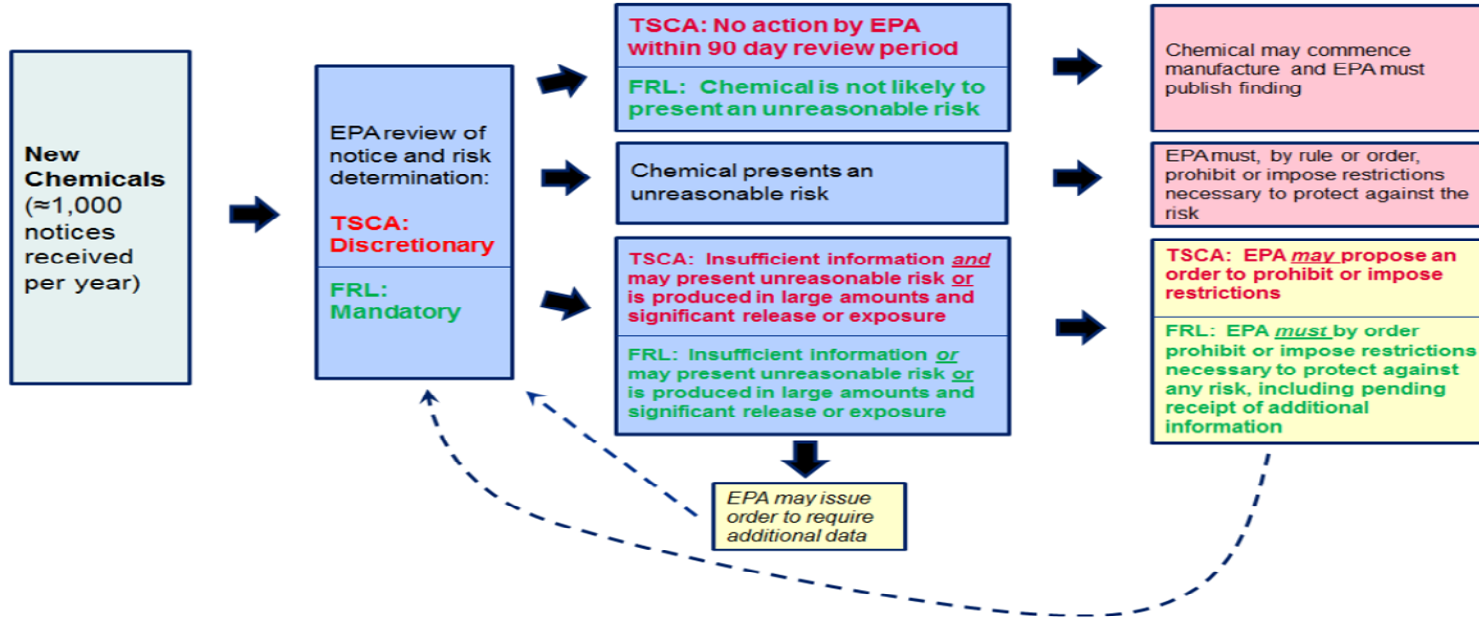 New
Chemicals
(≈1,000
notices
received
per year)
EPA review of
notice and risk
determination:
TSCA:
Discretionary
FRL:
Mandatory
TSCA: No action by EPA
within 90 day review period
FRL: Chemical is not likely to
present an unreasonable risk
Chemical may commence
manufacture and EPA must
publish finding
Chemical presents an
unreasonable risk
EPA must, by rule or order,
prohibit or impose restrictions
necessary to protect against the
risk
TSCA: Insufficient information and
may present unreasonable risk or
is produced in large amounts and
significant release or exposure
FRL: Insufficient Information or
may present unreasonable risk or
is produced in large amounts and
significant release or exposure
TSCA: EPA may propose an
order to prohibit or impose
restrictions
FRL: EPA must by order
prohibit or impose restrictions
necessary to protect against
any risk, including pending
receipt of additional
information
EPA may issue
order to require
additional data